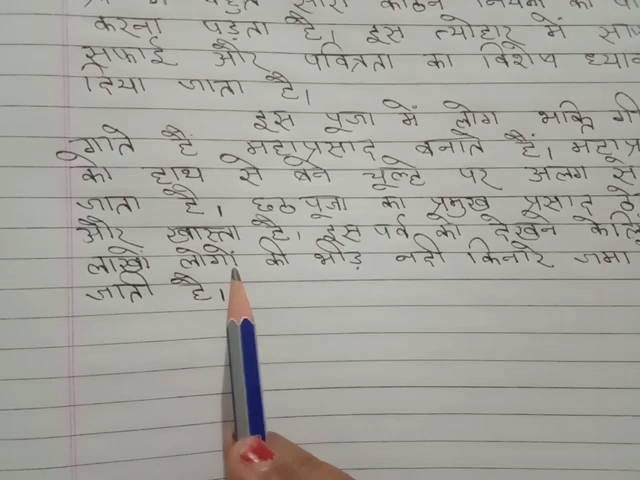 करना पड़ता है। इस त्योहार में
सफाई और पवित्रता का विशेष ध्यान
दिया जाता है।
इस पूजा में लोग भक्ति गी
गाते हैं महाप्रसाद बनाते हैं। महाप्र
को हाथ से बने चूल्हे पर अलग से
जाता है। छठ पूजा का प्रमुख प्रसाद ठे
और खास्ता है। इस पर्व को देखने केलि
लाखों लोगों की भीड़ नदी किनारे जमा
जाती है।